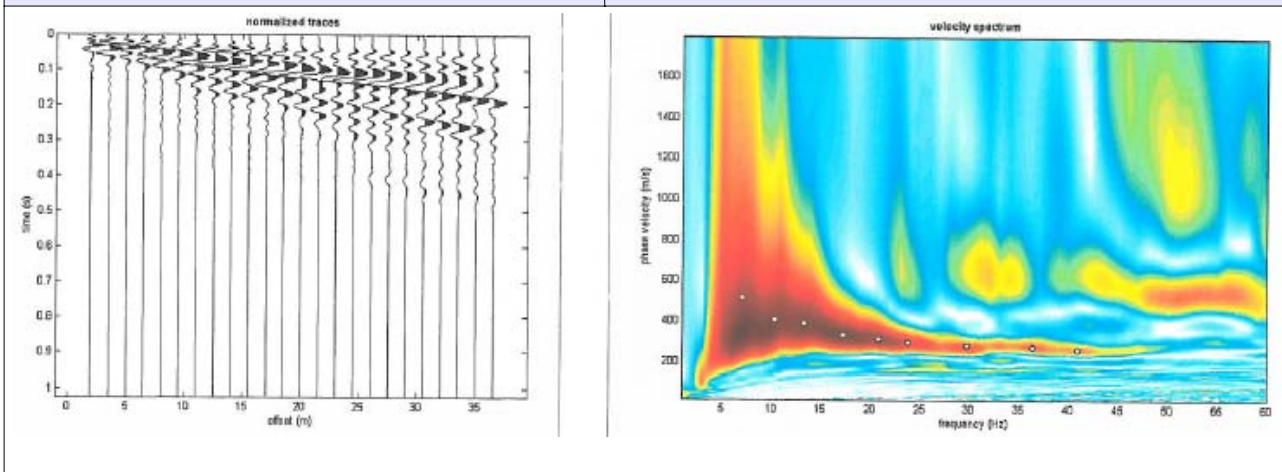 normalized traces
0
0.1
0.2
0.3
0.4
0.5
0.6
0.7
0.8
0.9
1
time (s)
0 5 10 15 20 25 30 35
offset (m)
velocity spectrum
1600
1400
1200
1000
800
600
400
200
phase velocity (m/s)
5 10 15 20 25 30 35 40 45 50 55 60
frequency (Hz)